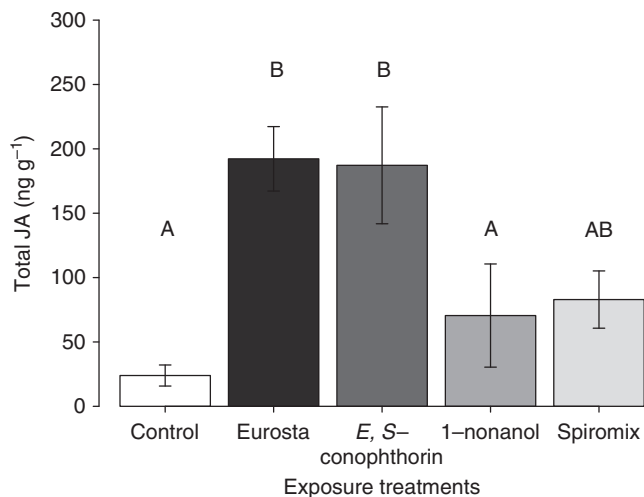 300
250
200
150
100
50
0
Total JA (ng g⁻¹)
A
B
B
A
AB
Control
Eurosta
E, S–
conophthorin
1–nonanol
Spiromix
Exposure treatments